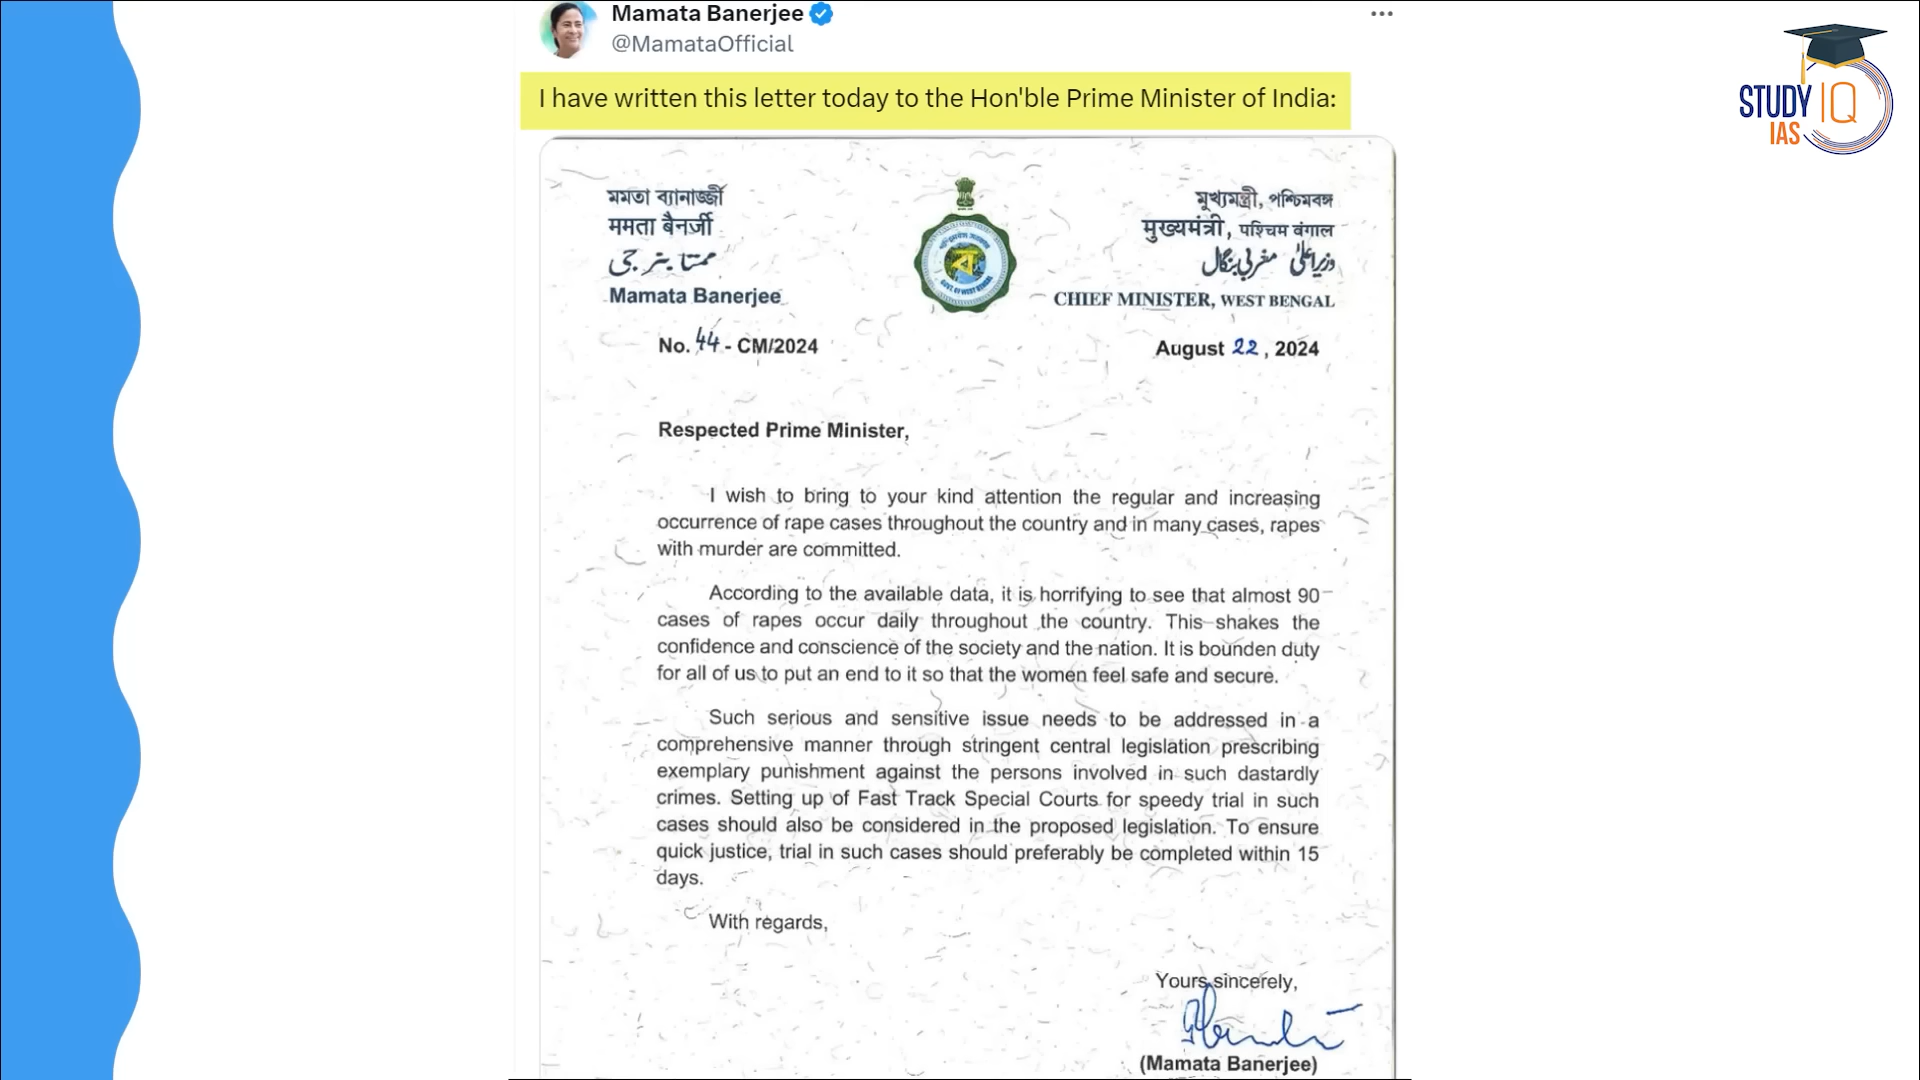 Mamata Banerjee
@MamataOfficial
I have written this letter today to the Hon'ble Prime Minister of India:
STUDY IQ
IAS
মমতা ব্যানার্জ্জী
ममता बैनर्जी
ممتا بنرجی
Mamata Banerjee
মুখ্যমন্ত্রী, পশ্চিমবঙ্গ
मुख्यमंत्री, पश्चिम बंगाल
وزیراعلیٰ مغربی بنگال
CHIEF MINISTER, WEST BENGAL
No. 44 - CM/2024
August 22, 2024
Respected Prime Minister,
I wish to bring to your kind attention the regular and increasing
occurrence of rape cases throughout the country and in many cases, rapes
with murder are committed.
According to the available data, it is horrifying to see that almost 90
cases of rapes occur daily throughout the country. This shakes the
confidence and conscience of the society and the nation. It is bounden duty
for all of us to put an end to it so that the women feel safe and secure.
Such serious and sensitive issue needs to be addressed in a
comprehensive manner through stringent central legislation prescribing
exemplary punishment against the persons involved in such dastardly
crimes. Setting up of Fast Track Special Courts for speedy trial in such
cases should also be considered in the proposed legislation. To ensure
quick justice, trial in such cases should preferably be completed within 15
days.
With regards,
Yours sincerely,
(Mamata Banerjee)